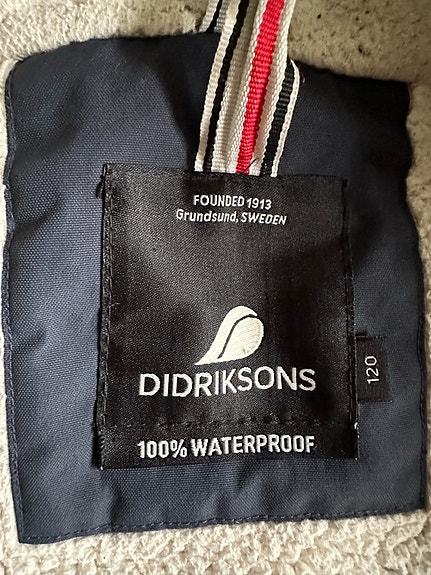 FOUNDED 1913
Grundsund, SWEDEN
DIDRIKSONS
100% WATERPROOF
120